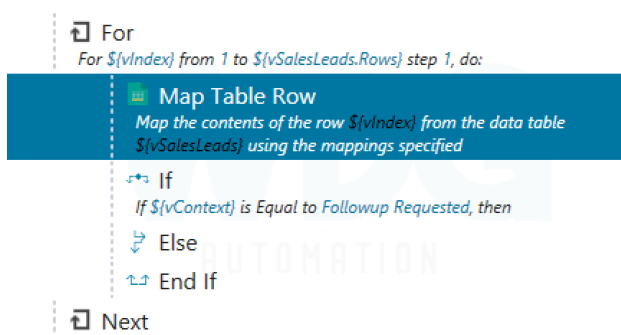 For
For ${vIndex} from 1 to ${vSalesLeads.Rows} step 1, do:
Map Table Row
Map the contents of the row ${vIndex} from the data table
${vSalesLeads} using the mappings specified
If
If ${vContext} is Equal to Followup Requested, then
Else
AUTOMATION
End If
Next